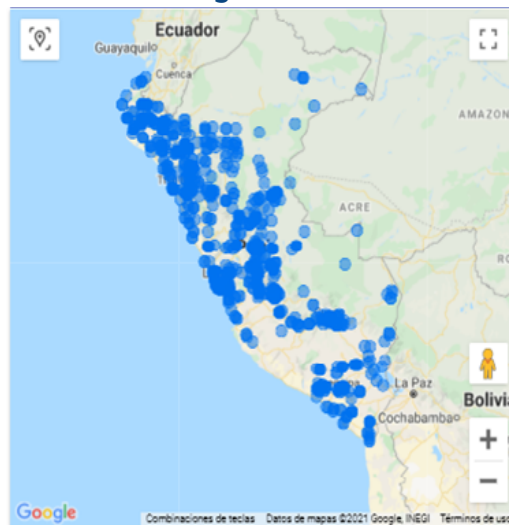 Ecuador
Guayaquil
Cuenca
AMAZON
ACRE
La Paz
Bolivia
Cochabamba
Google
Combinaciones de teclas
Datos de mapas ©2021 Google, INEGI
Términos de uso